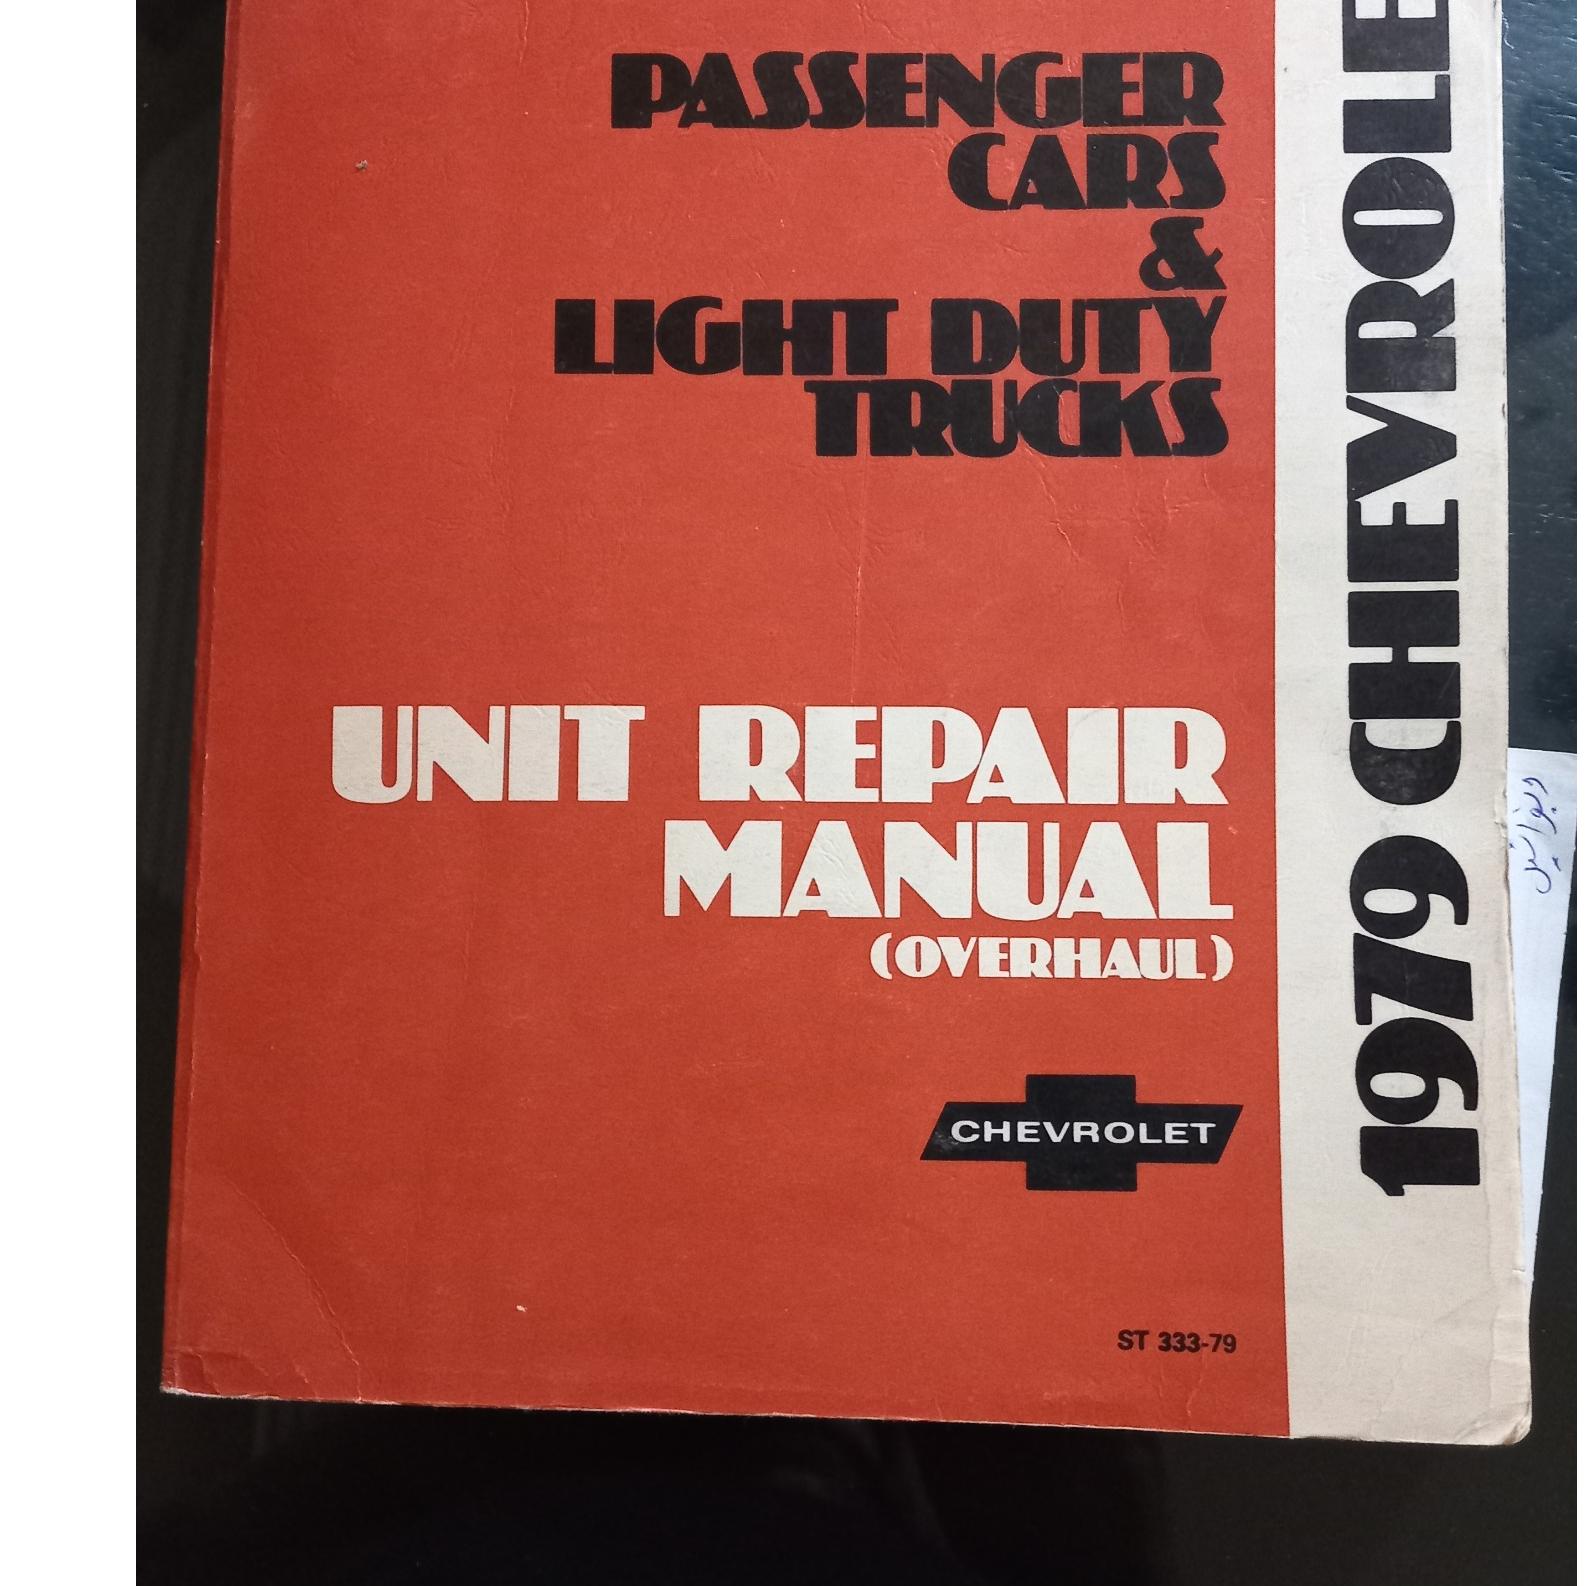 PASSENGER
CARS
&
LIGHT DUTY
TRUCKS
UNIT REPAIR
MANUAL
(OVERHAUL)
CHEVROLET
ST 333-79
1979 CHEVROLE